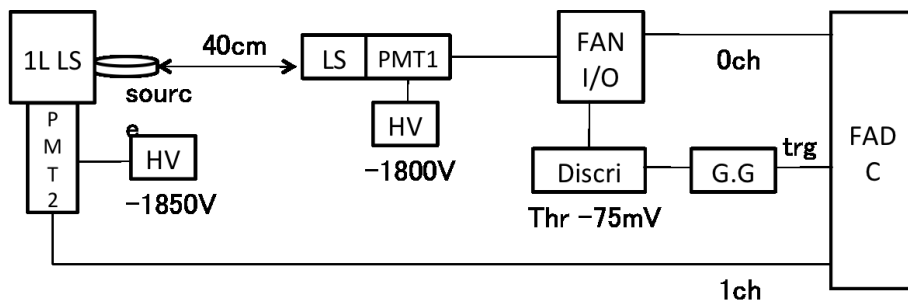 1L LS
40cm
sourc
e
P
M
T
2
HV
-1850V
LS
PMT1
HV
-1800V
FAN
I/O
0ch
Discri
Thr -75mV
G.G
trg
FAD
C
1ch